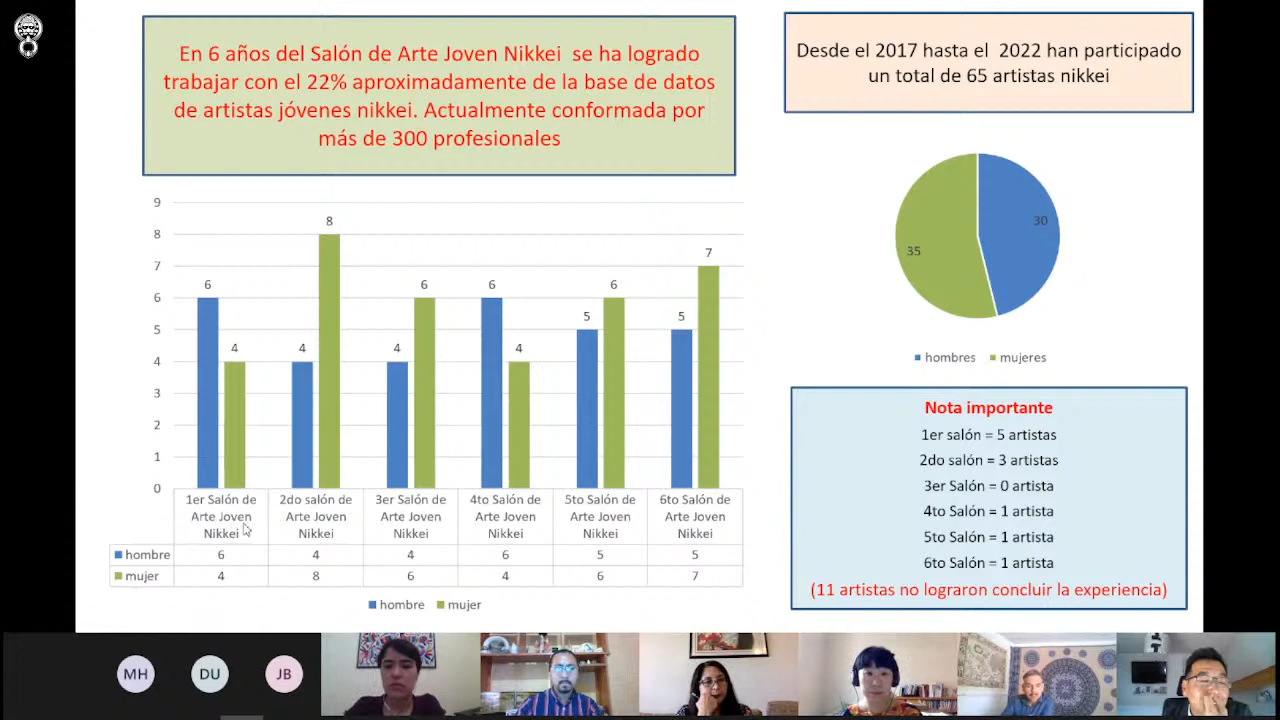 En 6 años del Salón de Arte Joven Nikkei se ha logrado
trabajar con el 22% aproximadamente de la base de datos
de artistas jóvenes nikkei. Actualmente conformada por
más de 300 profesionales
Desde el 2017 hasta el 2022 han participado
un total de 65 artistas nikkei
9
8
7
6
5
4
3
2
1
0
6
4
4
8
4
6
6
4
5
6
5
7
1er Salón de
Arte Joven
Nikkei
2do salón de
Arte Joven
Nikkei
3er Salón de
Arte Joven
Nikkei
4to Salón de
Arte Joven
Nikkei
5to Salón de
Arte Joven
Nikkei
6to Salón de
Arte Joven
Nikkei
hombre 6 4 4 6 5 5
mujer 4 8 6 4 6 7
hombre mujer
30
35
hombres mujeres
Nota importante
1er salón = 5 artistas
2do salón = 3 artistas
3er Salón = 0 artista
4to Salón = 1 artista
5to Salón = 1 artista
6to Salón = 1 artista
(11 artistas no lograron concluir la experiencia)
MH DU JB